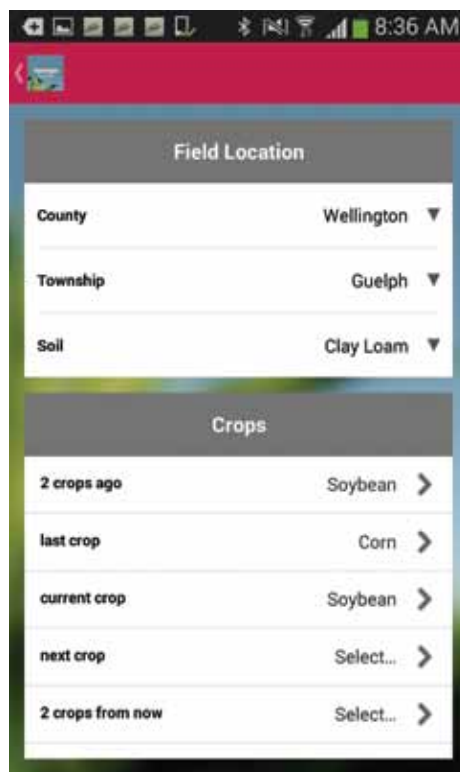 8:36 AM
Field Location
County Wellington
Township Guelph
Soil Clay Loam
Crops
2 crops ago Soybean
last crop Corn
current crop Soybean
next crop Select...
2 crops from now Select...